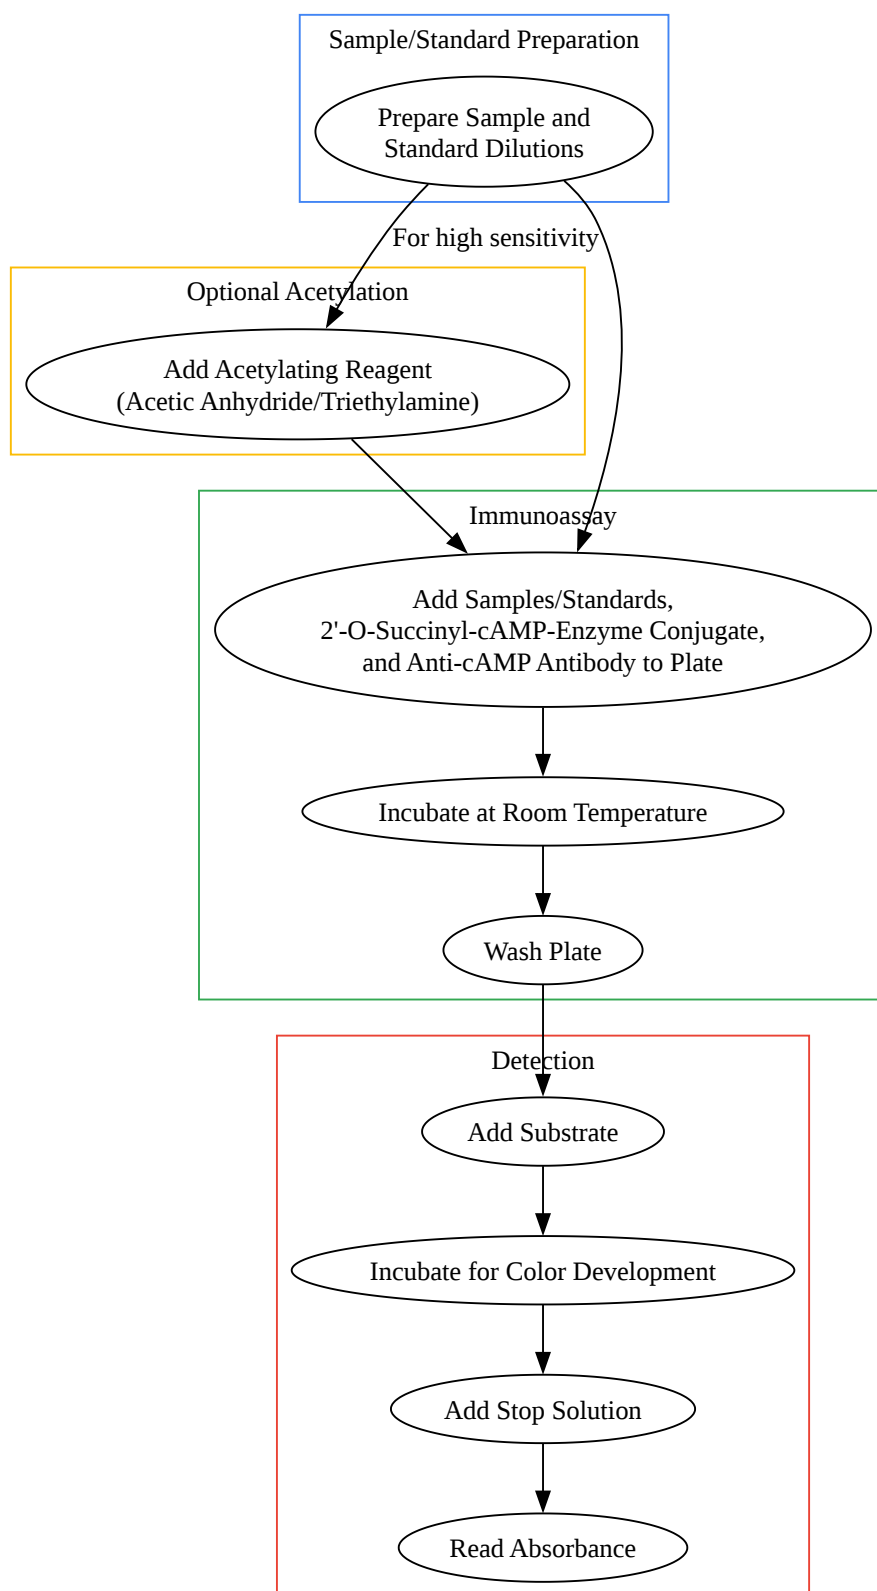 Sample/Standard Preparation
Prepare Sample and
Standard Dilutions
For high sensitivity
Optional Acetylation
Add Acetylating Reagent
(Acetic Anhydride/Triethylamine)
Immunoassay
Add Samples/Standards,
2'-O-Succinyl-cAMP-Enzyme Conjugate,
and Anti-cAMP Antibody to Plate
Incubate at Room Temperature
Wash Plate
Detection
Add Substrate
Incubate for Color Development
Add Stop Solution
Read Absorbance